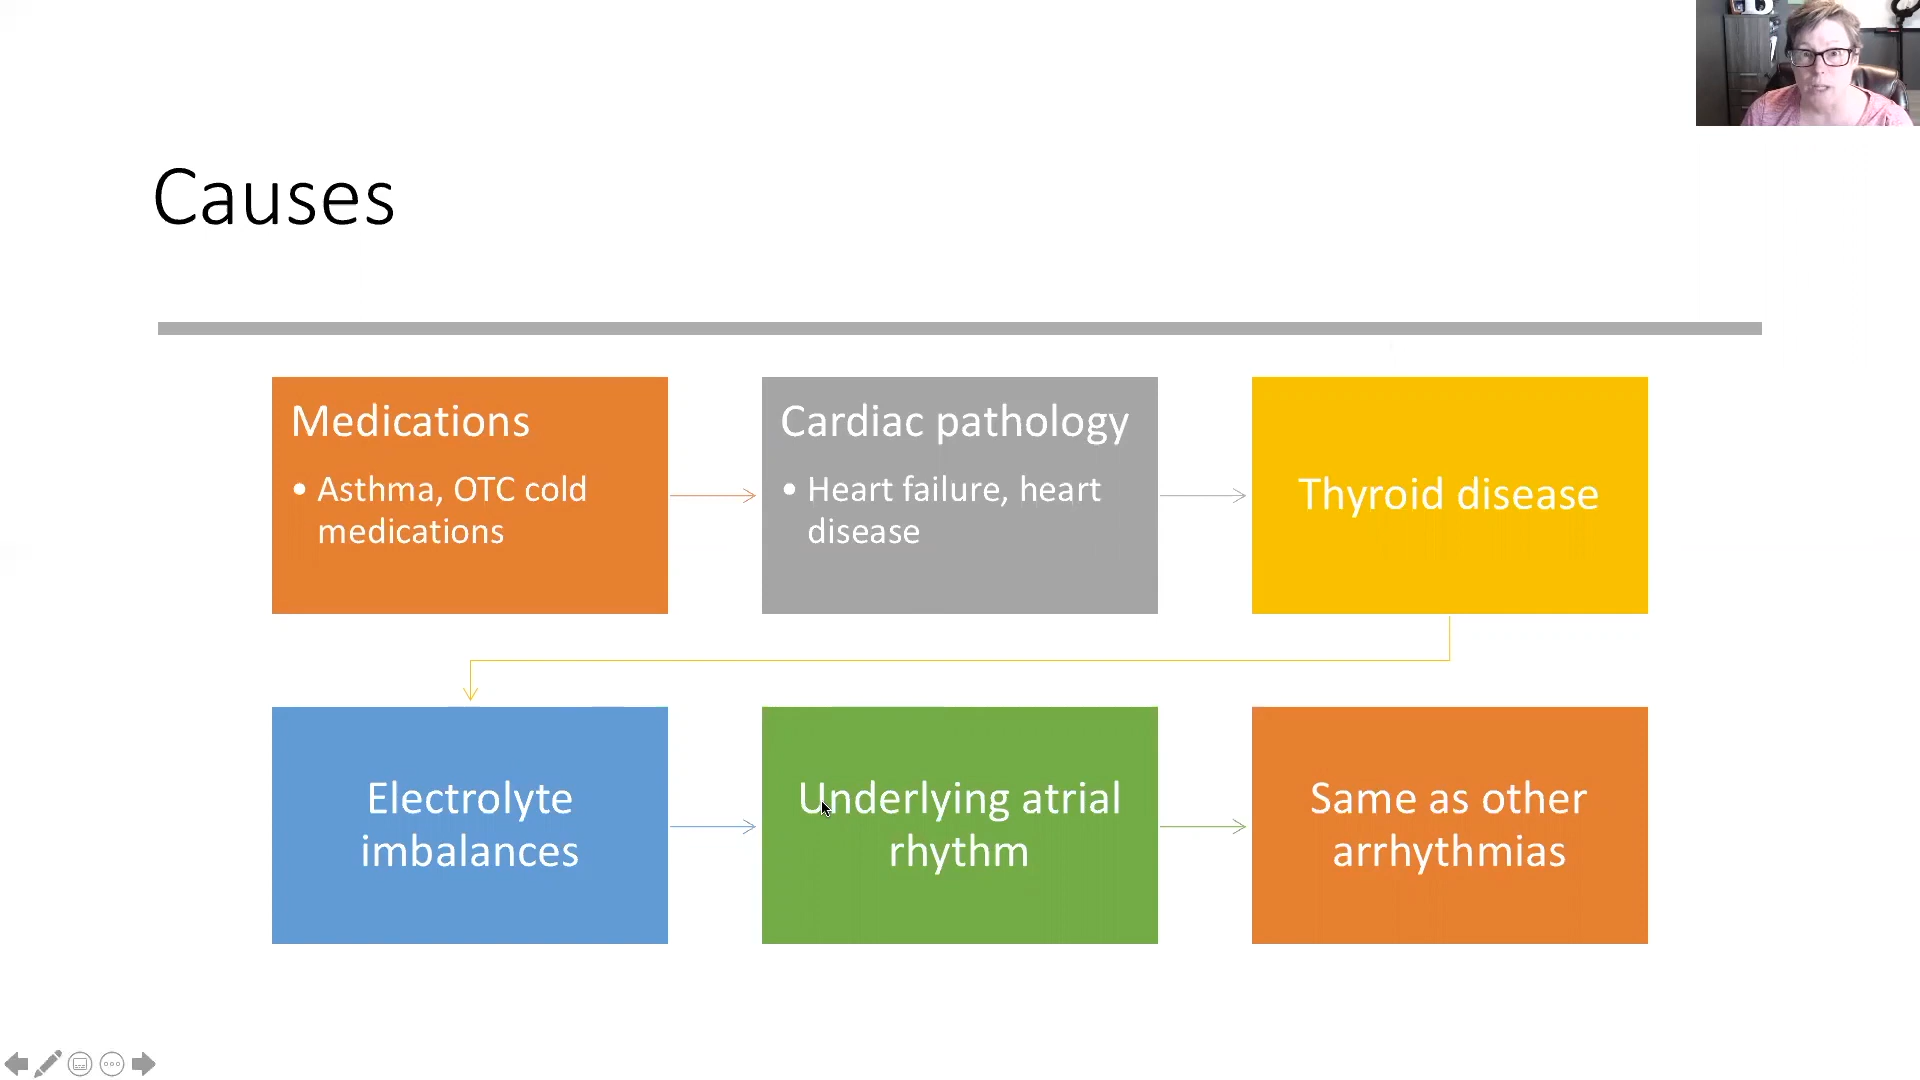 Causes
Medications
• Asthma, OTC cold
medications
Cardiac pathology
• Heart failure, heart
disease
Thyroid disease
Electrolyte
imbalances
Underlying atrial
rhythm
Same as other
arrhythmias